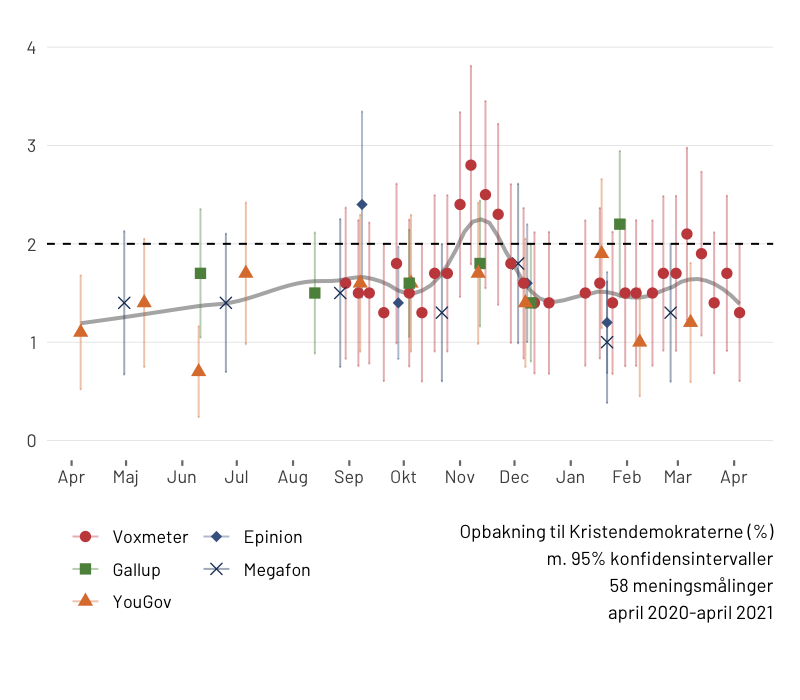 4
3
2
1
0
Apr Maj Jun Jul Aug Sep Okt Nov Dec Jan Feb Mar Apr
Voxmeter Epinion
Gallup Megafon
YouGov
Opbakning til Kristendemokraterne (%)
m. 95% konfidensintervaller
58 meningsmålinger
april 2020-april 2021